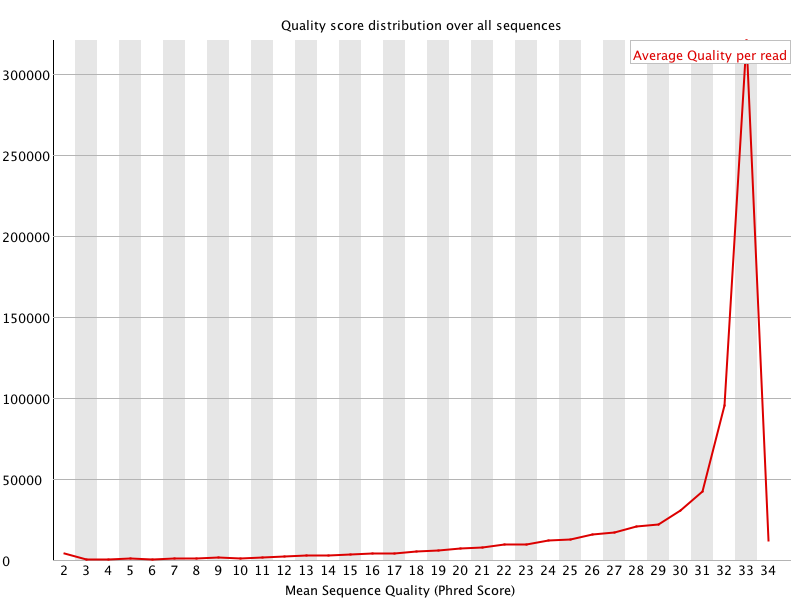 Quality score distribution over all sequences
Average Quality per read
300000
250000
200000
150000
100000
50000
0
2 3 4 5 6 7 8 9 10 11 12 13 14 15 16 17 18 19 20 21 22 23 24 25 26 27 28 29 30 31 32 33 34
Mean Sequence Quality (Phred Score)